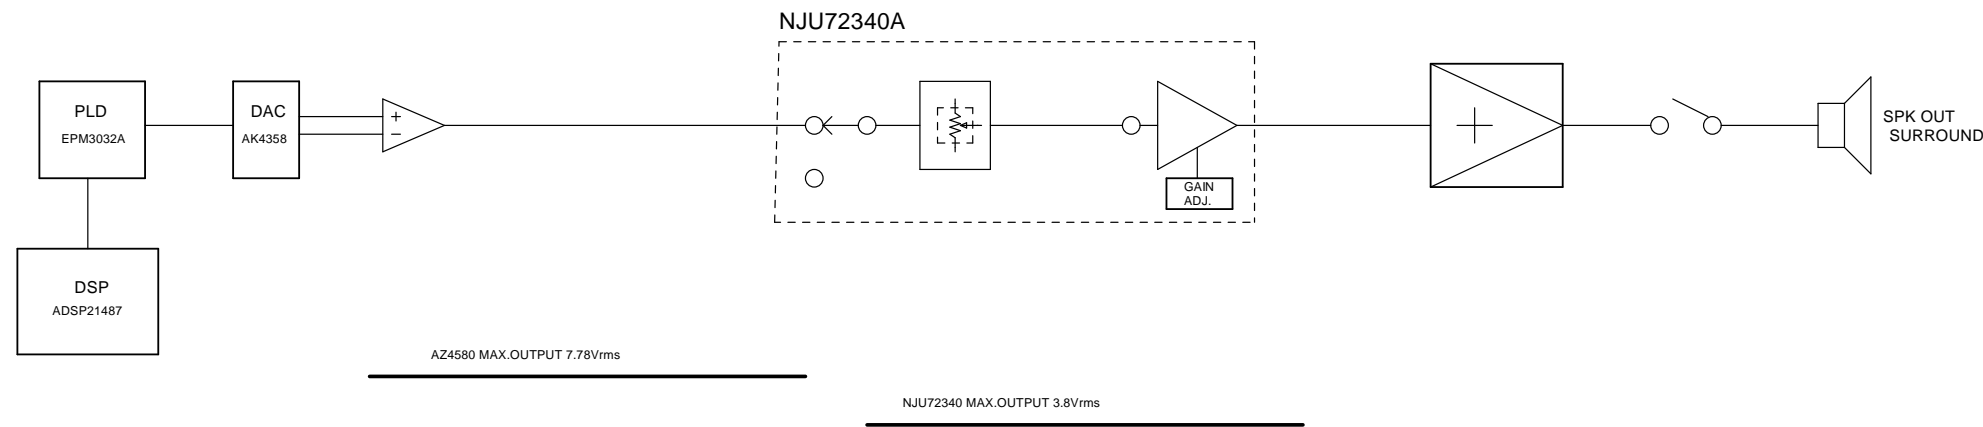 NJU72340A
PLD
EPM3032A
DAC
AK4358
+
−
GAIN
ADJ.
SPK OUT
SURROUND
DSP
ADSP21487
AZ4580 MAX.OUTPUT 7.78Vrms
NJU72340 MAX.OUTPUT 3.8Vrms